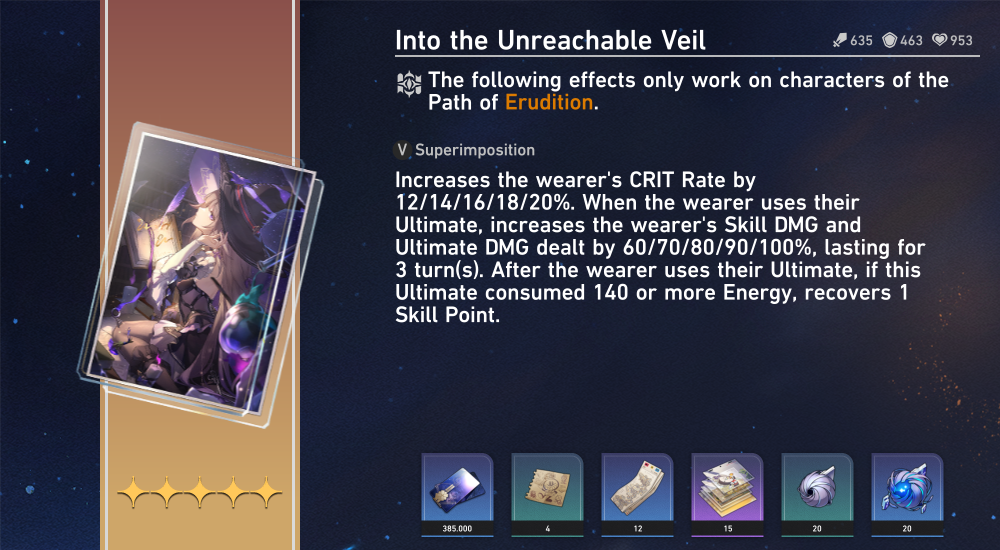 Into the Unreachable Veil
635 463 953
The following effects only work on characters of the
Path of Erudition.
V Superimposition
Increases the wearer's CRIT Rate by
12/14/16/18/20%. When the wearer uses their
Ultimate, increases the wearer's Skill DMG and
Ultimate DMG dealt by 60/70/80/90/100%, lasting for
3 turn(s). After the wearer uses their Ultimate, if this
Ultimate consumed 140 or more Energy, recovers 1
Skill Point.
385.000 4 12 15 20 20